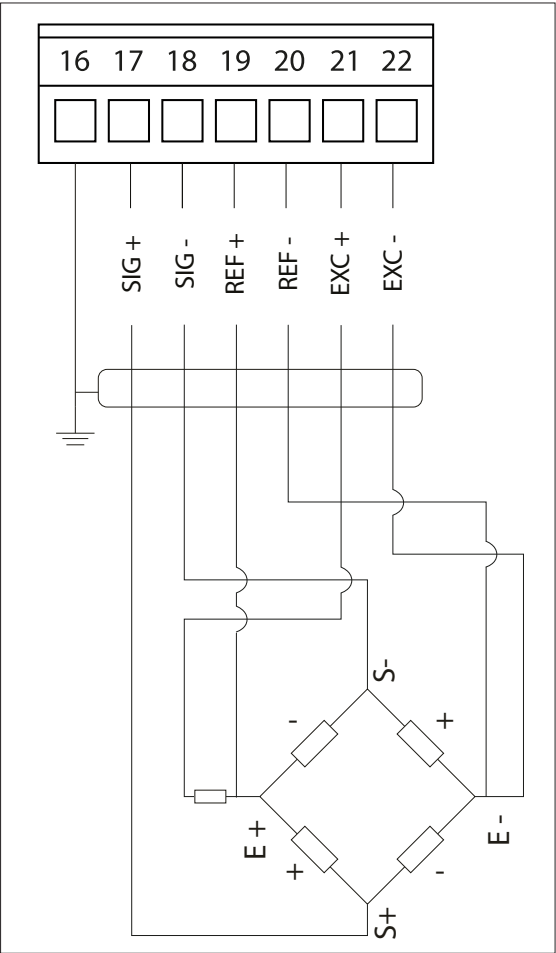 16 17 18 19 20 21 22
SIG +
SIG -
REF +
REF -
EXC +
EXC -
S-
-
+
E +
E -
+
-
S+